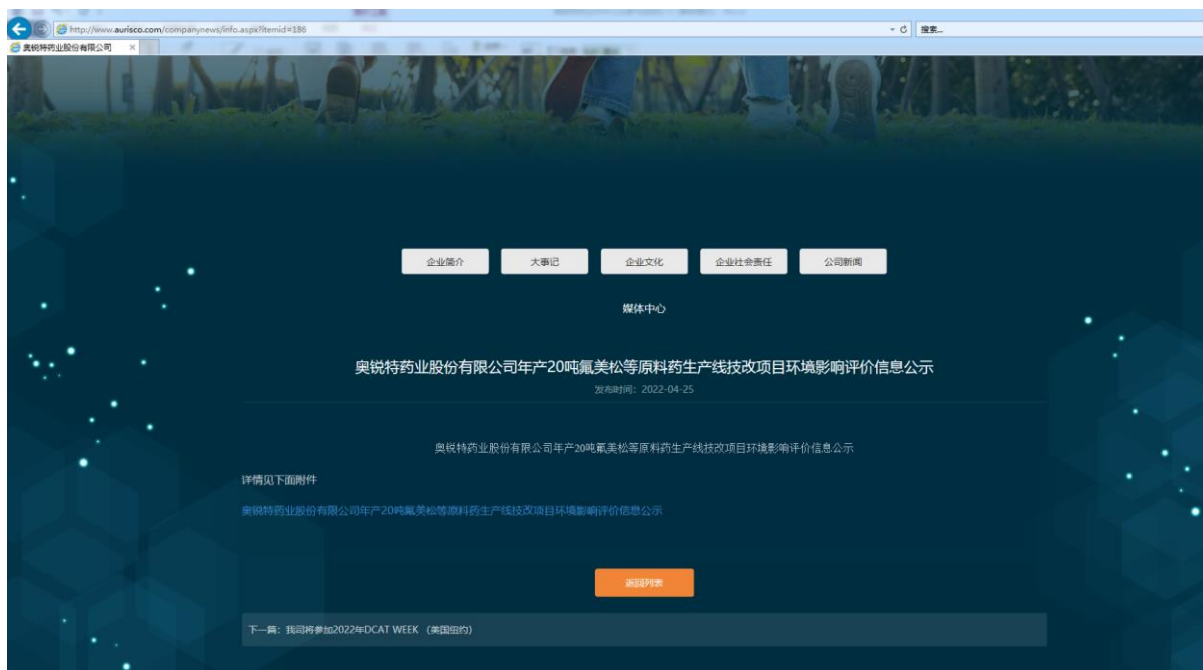 http://www.aurisco.com/companynews/info.aspx?itemid=186
搜索...
奥锐特药业股份有限公司
企业简介
大事记
企业文化
企业社会责任
公司新闻
媒体中心
奥锐特药业股份有限公司年产20吨氟美松等原料药生产线技改项目环境影响评价信息公示
发布时间：2022-04-25
奥锐特药业股份有限公司年产20吨氟美松等原料药生产线技改项目环境影响评价信息公示
详情见下面附件
奥锐特药业股份有限公司年产20吨氟美松等原料药生产线技改项目环境影响评价信息公示
返回列表
下一篇：我司将参加2022年DCAT WEEK （美国纽约）